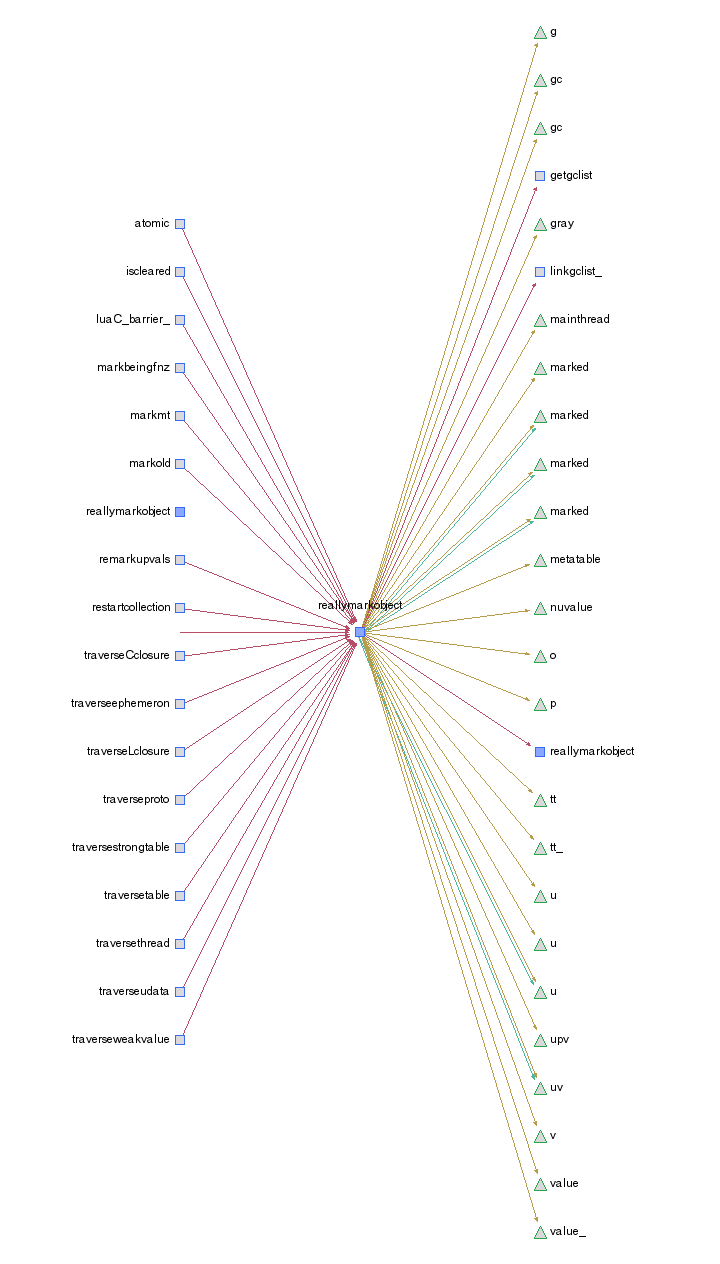 g
gc
gc
getgclist
atomic
gray
iscleared
linkgclist_
luaC_barrier_
mainthread
markbeingfnz
marked
markmt
marked
markold
marked
reallymarkobject
marked
remarkupvals
metatable
restartcollection
reallymarkobject
nuvalue
traverseCclosure
o
traverseephemeron
p
traverseLclosure
reallymarkobject
traverseproto
tt
traversestrongtable
tt_
traversetable
u
traversethread
u
traverseudata
u
traverseweakvalue
upv
uv
v
value
value_